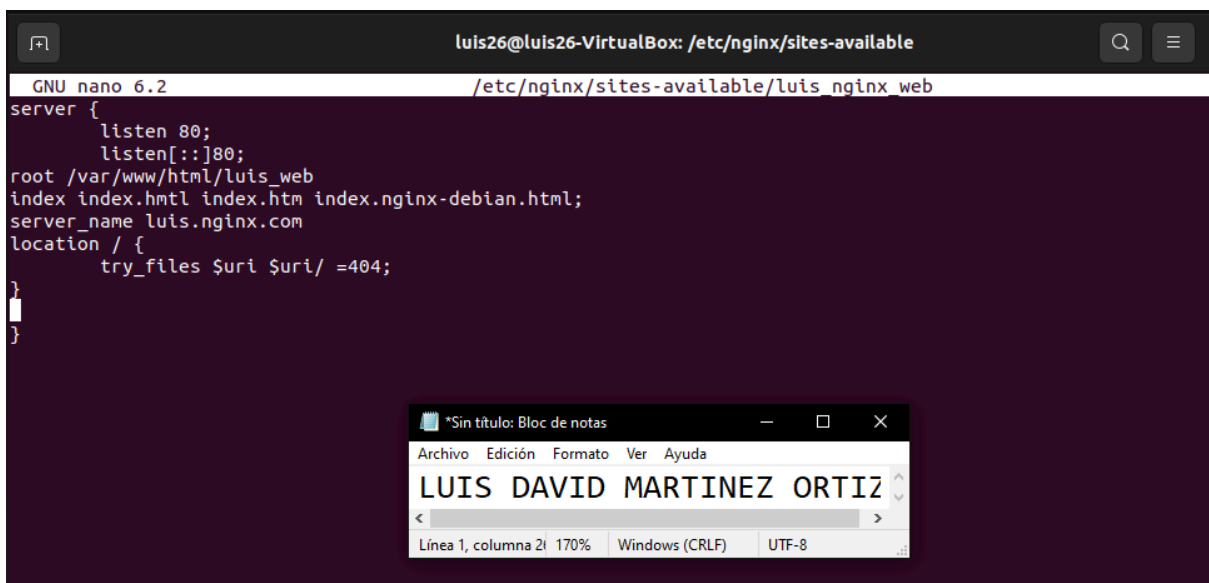 luis26@luis26-VirtualBox: /etc/nginx/sites-available
GNU nano 6.2 /etc/nginx/sites-available/luis_nginx_web
server {
listen 80;
listen[::]80;
root /var/www/html/luis_web
index index.hmtl index.htm index.nginx-debian.html;
server_name luis.nginx.com
location / {
try_files $uri $uri/ =404;
}
}
*Sin título: Bloc de notas
Archivo Edición Formato Ver Ayuda
LUIS DAVID MARTINEZ ORTIZ
Línea 1, columna 170% Windows (CRLF) UTF-8